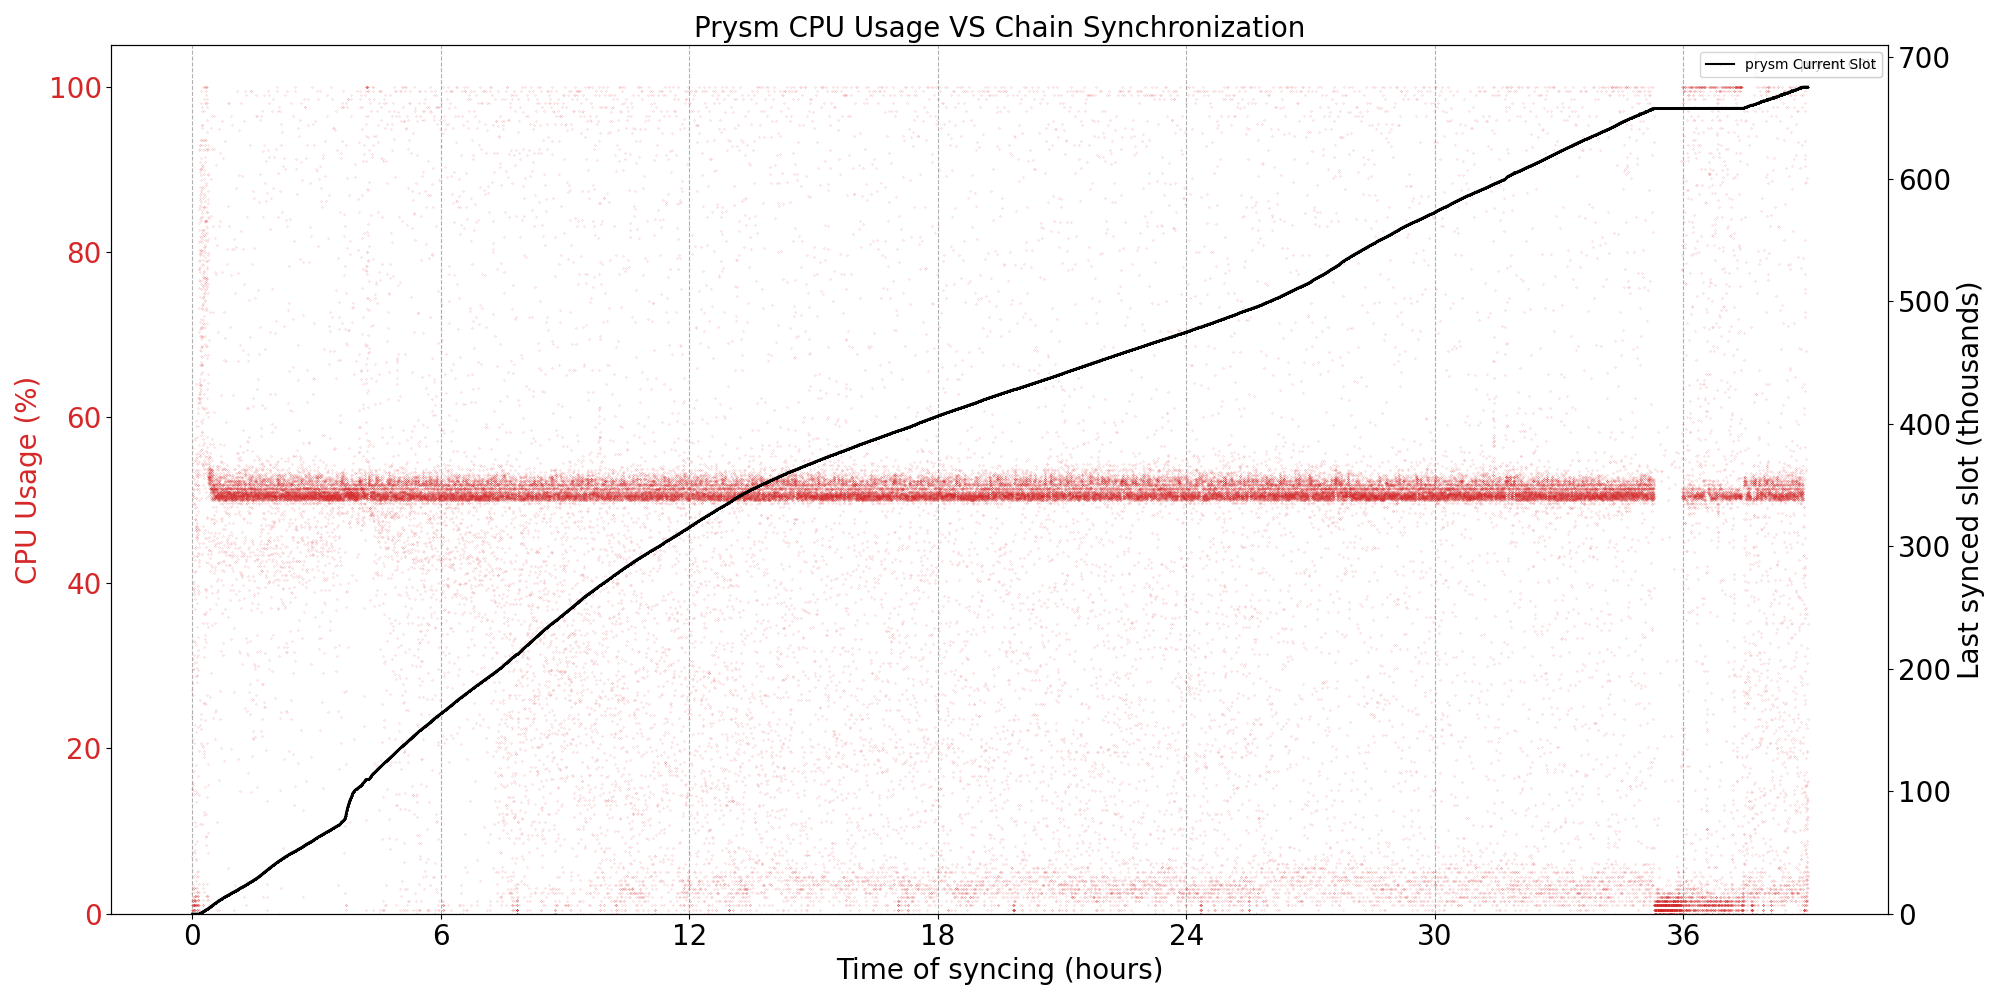 Prysm CPU Usage VS Chain Synchronization
prysm Current Slot
CPU Usage (%)
100
80
60
40
20
0
700
600
500
400
300
200
100
0
Last synced slot (thousands)
0 6 12 18 24 30 36
Time of syncing (hours)